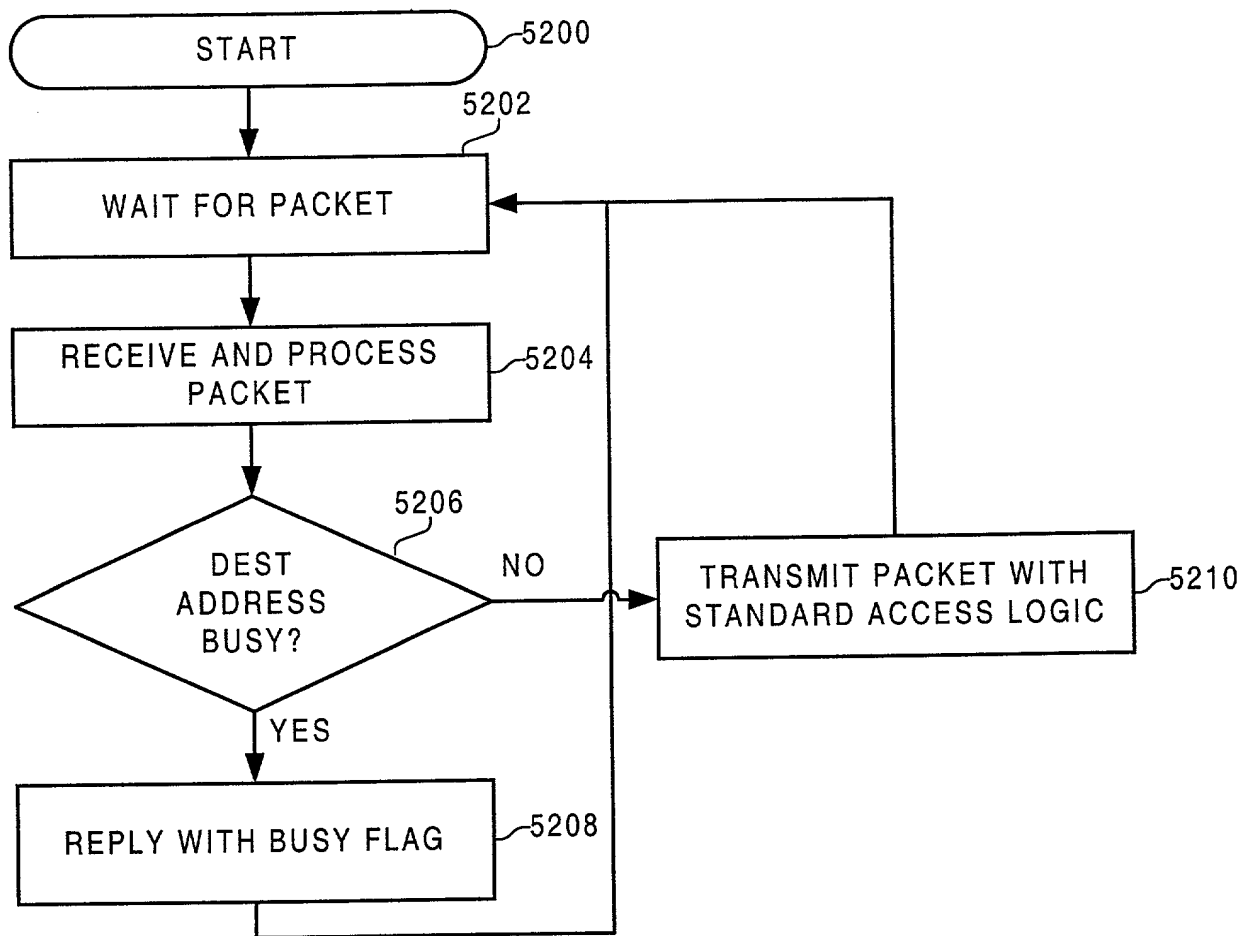 START
5200
5202
WAIT FOR PACKET
RECEIVE AND PROCESS
PACKET
5204
5206
DEST
ADDRESS
BUSY?
NO
TRANSMIT PACKET WITH
STANDARD ACCESS LOGIC
5210
YES
REPLY WITH BUSY FLAG
5208